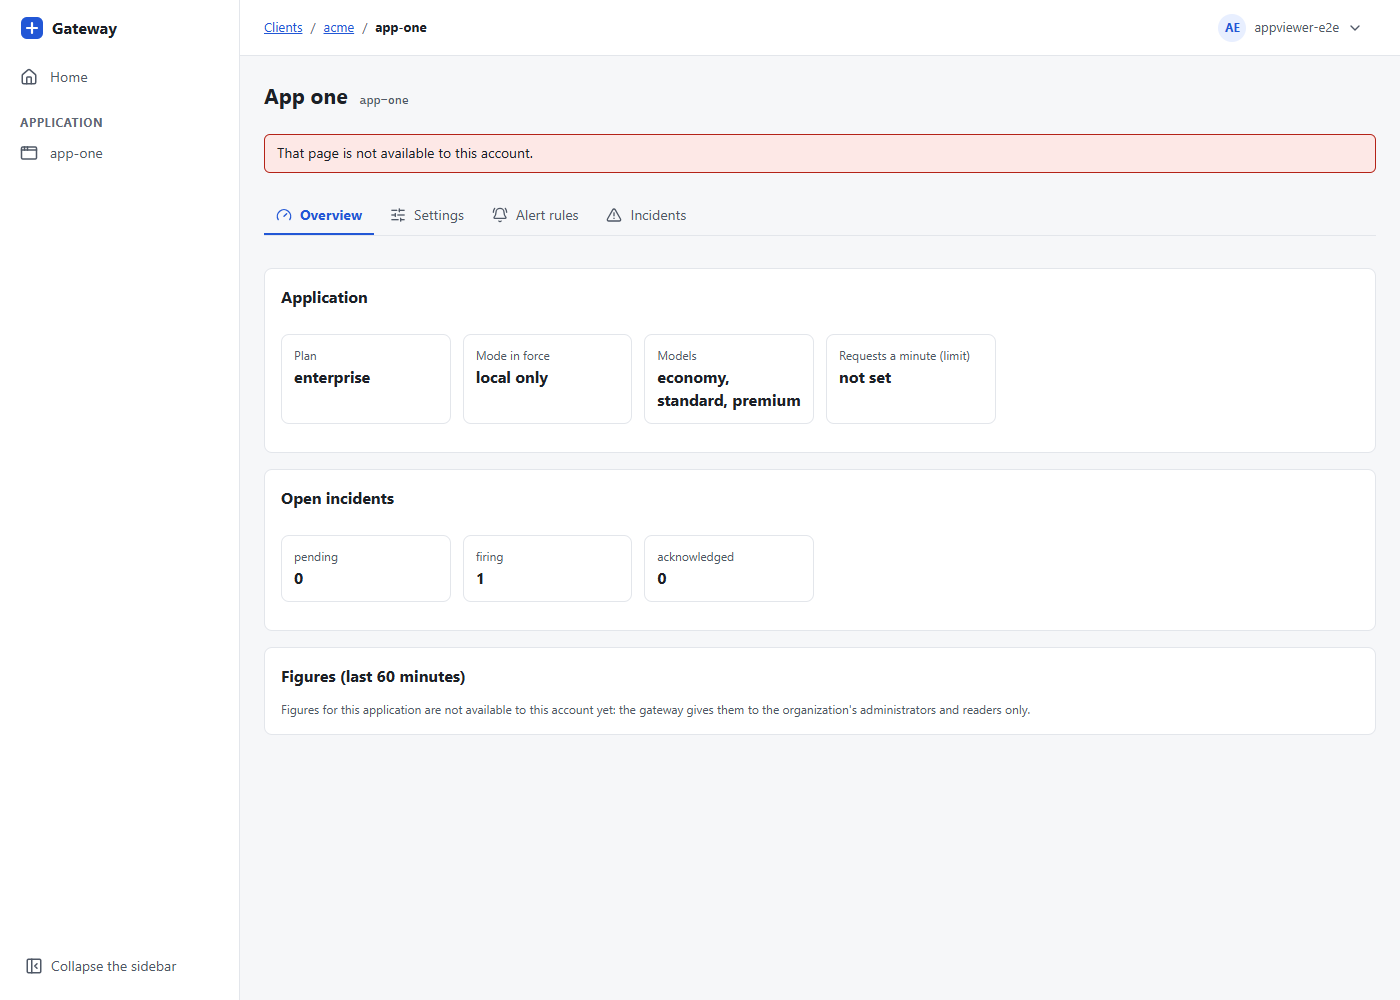 Gateway
Clients / acme / app-one
AE appviewer-e2e
Home
APPLICATION
app-one
App one app-one
That page is not available to this account.
Overview Settings Alert rules Incidents
Application
Plan
enterprise
Mode in force
local only
Models
economy,
standard, premium
Requests a minute (limit)
not set
Open incidents
pending
0
firing
1
acknowledged
0
Figures (last 60 minutes)
Figures for this application are not available to this account yet: the gateway gives them to the organization's administrators and readers only.
Collapse the sidebar